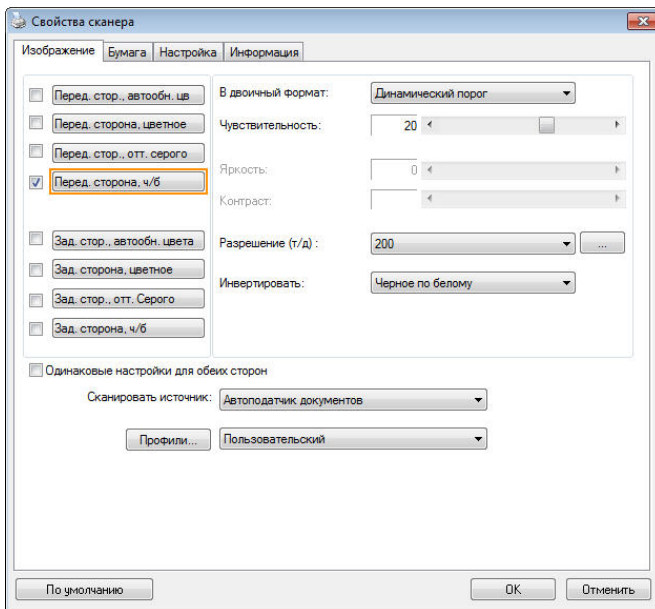 Свойства сканера
Изображение Бумага Настройка Информация
Перед. стор., автообн. цв
Перед. сторона, цветное
Перед. стор., отт. серого
Перед. сторона, ч/б
Зад. стор., автообн. цвета
Зад. сторона, цветное
Зад. стор., отт. Серого
Зад. сторона, ч/б
В двоичный формат: Динамический порог
Чувствительность: 20
Яркость: 0
Контраст:
Разрешение (т/д) : 200 ...
Инвертировать: Черное по белому
Одинаковые настройки для обеих сторон
Сканировать источник: Автоподатчик документов
Профили... Пользовательский
По умолчанию OK Отменить